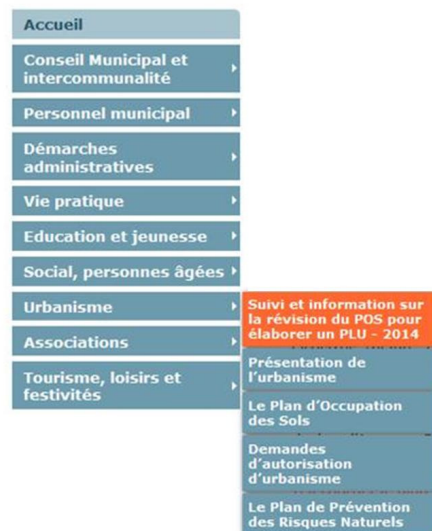 Accueil
Conseil Municipal et
intercommunalité
Personnel municipal
Démarches
administratives
Vie pratique
Education et jeunesse
Social, personnes âgées
Urbanisme
Associations
Tourisme, loisirs et
festivités
Suivi et information sur
la révision du POS pour
élaborer un PLU - 2014
Présentation de
l'urbanisme
Le Plan d'Occupation
des Sols
Demandes
d'autorisation
d'urbanisme
Le Plan de Prévention
des Risques Naturels